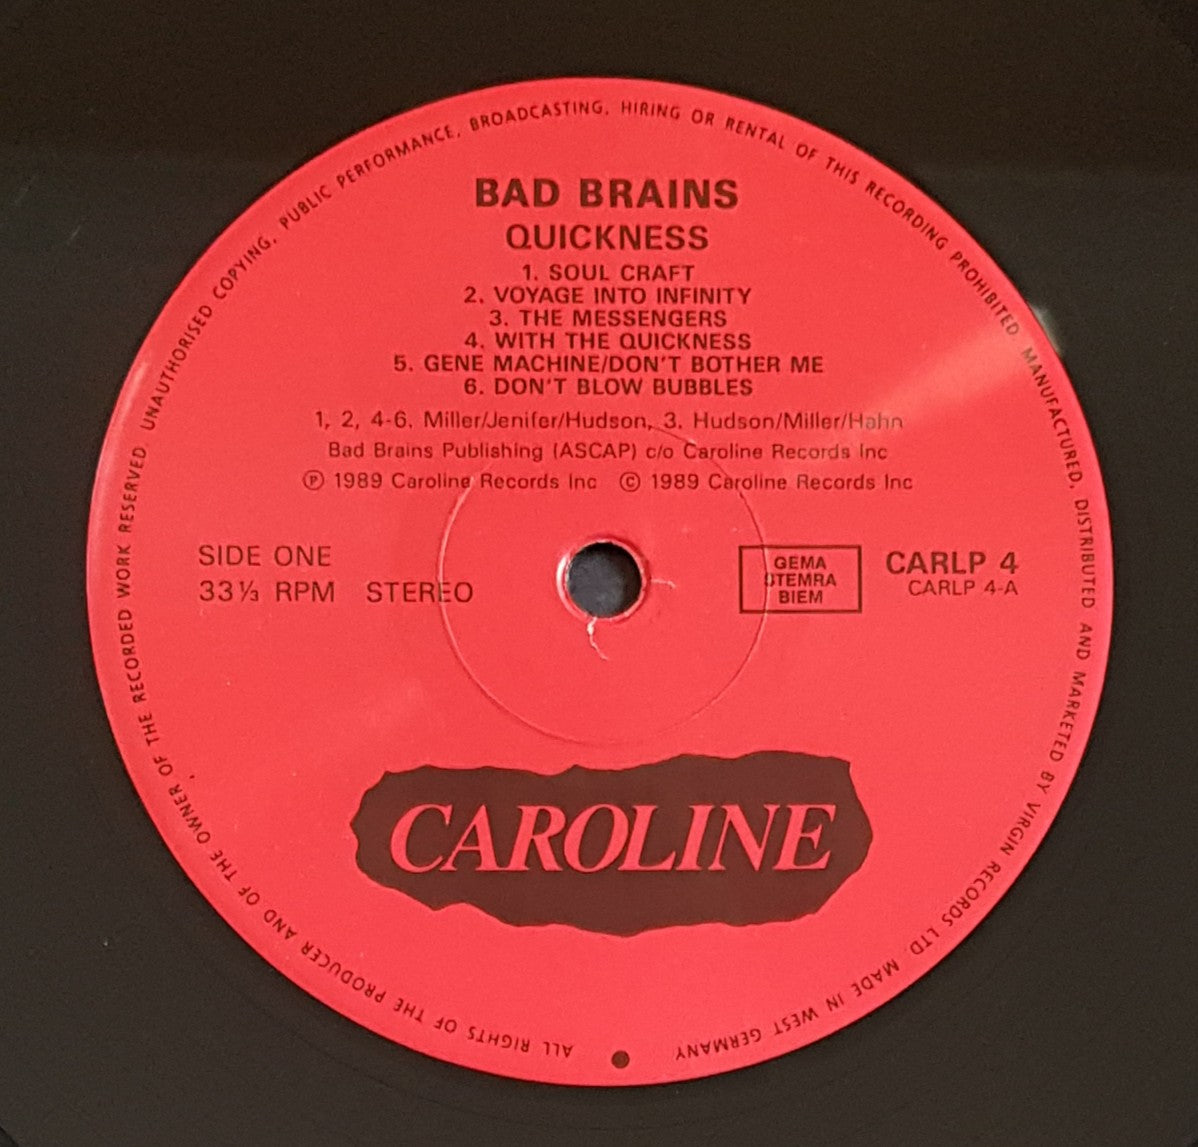 BAD BRAINS
QUICKNESS
1. SOUL CRAFT
2. VOYAGE INTO INFINITY
3. THE MESSENGERS
4. WITH THE QUICKNESS
5. GENE MACHINE/DON'T BOTHER ME
6. DON'T BLOW BUBBLES
1, 2, 4-6. Miller/Jenifer/Hudson, 3. Hudson/Miller/Hahn
Bad Brains Publishing (ASCAP) c/o Caroline Records Inc
℗ 1989 Caroline Records Inc © 1989 Caroline Records Inc
SIDE ONE
33⅓ RPM STEREO
GEMA
STEMRA
BIEM
CARLP 4
CARLP 4-A
CAROLINE
ALL RIGHTS OF THE PRODUCER AND OF THE OWNER OF THE RECORDED WORK RESERVED. UNAUTHORISED COPYING, PUBLIC PERFORMANCE, BROADCASTING, HIRING OR RENTAL OF THIS RECORDING PROHIBITED. MANUFACTURED, DISTRIBUTED AND MARKETED BY VIRGIN RECORDS LTD. MADE IN WEST GERMANY